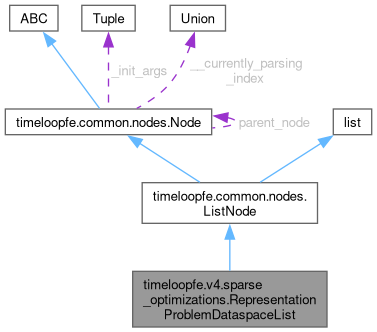 ABC
Tuple
Union
_init_args
__currently_parsing
_index
timeloopfe.common.nodes.Node
parent_node
list
timeloopfe.common.nodes.
ListNode
timeloopfe.v4.sparse
_optimizations.Representation
ProblemDataspaceList